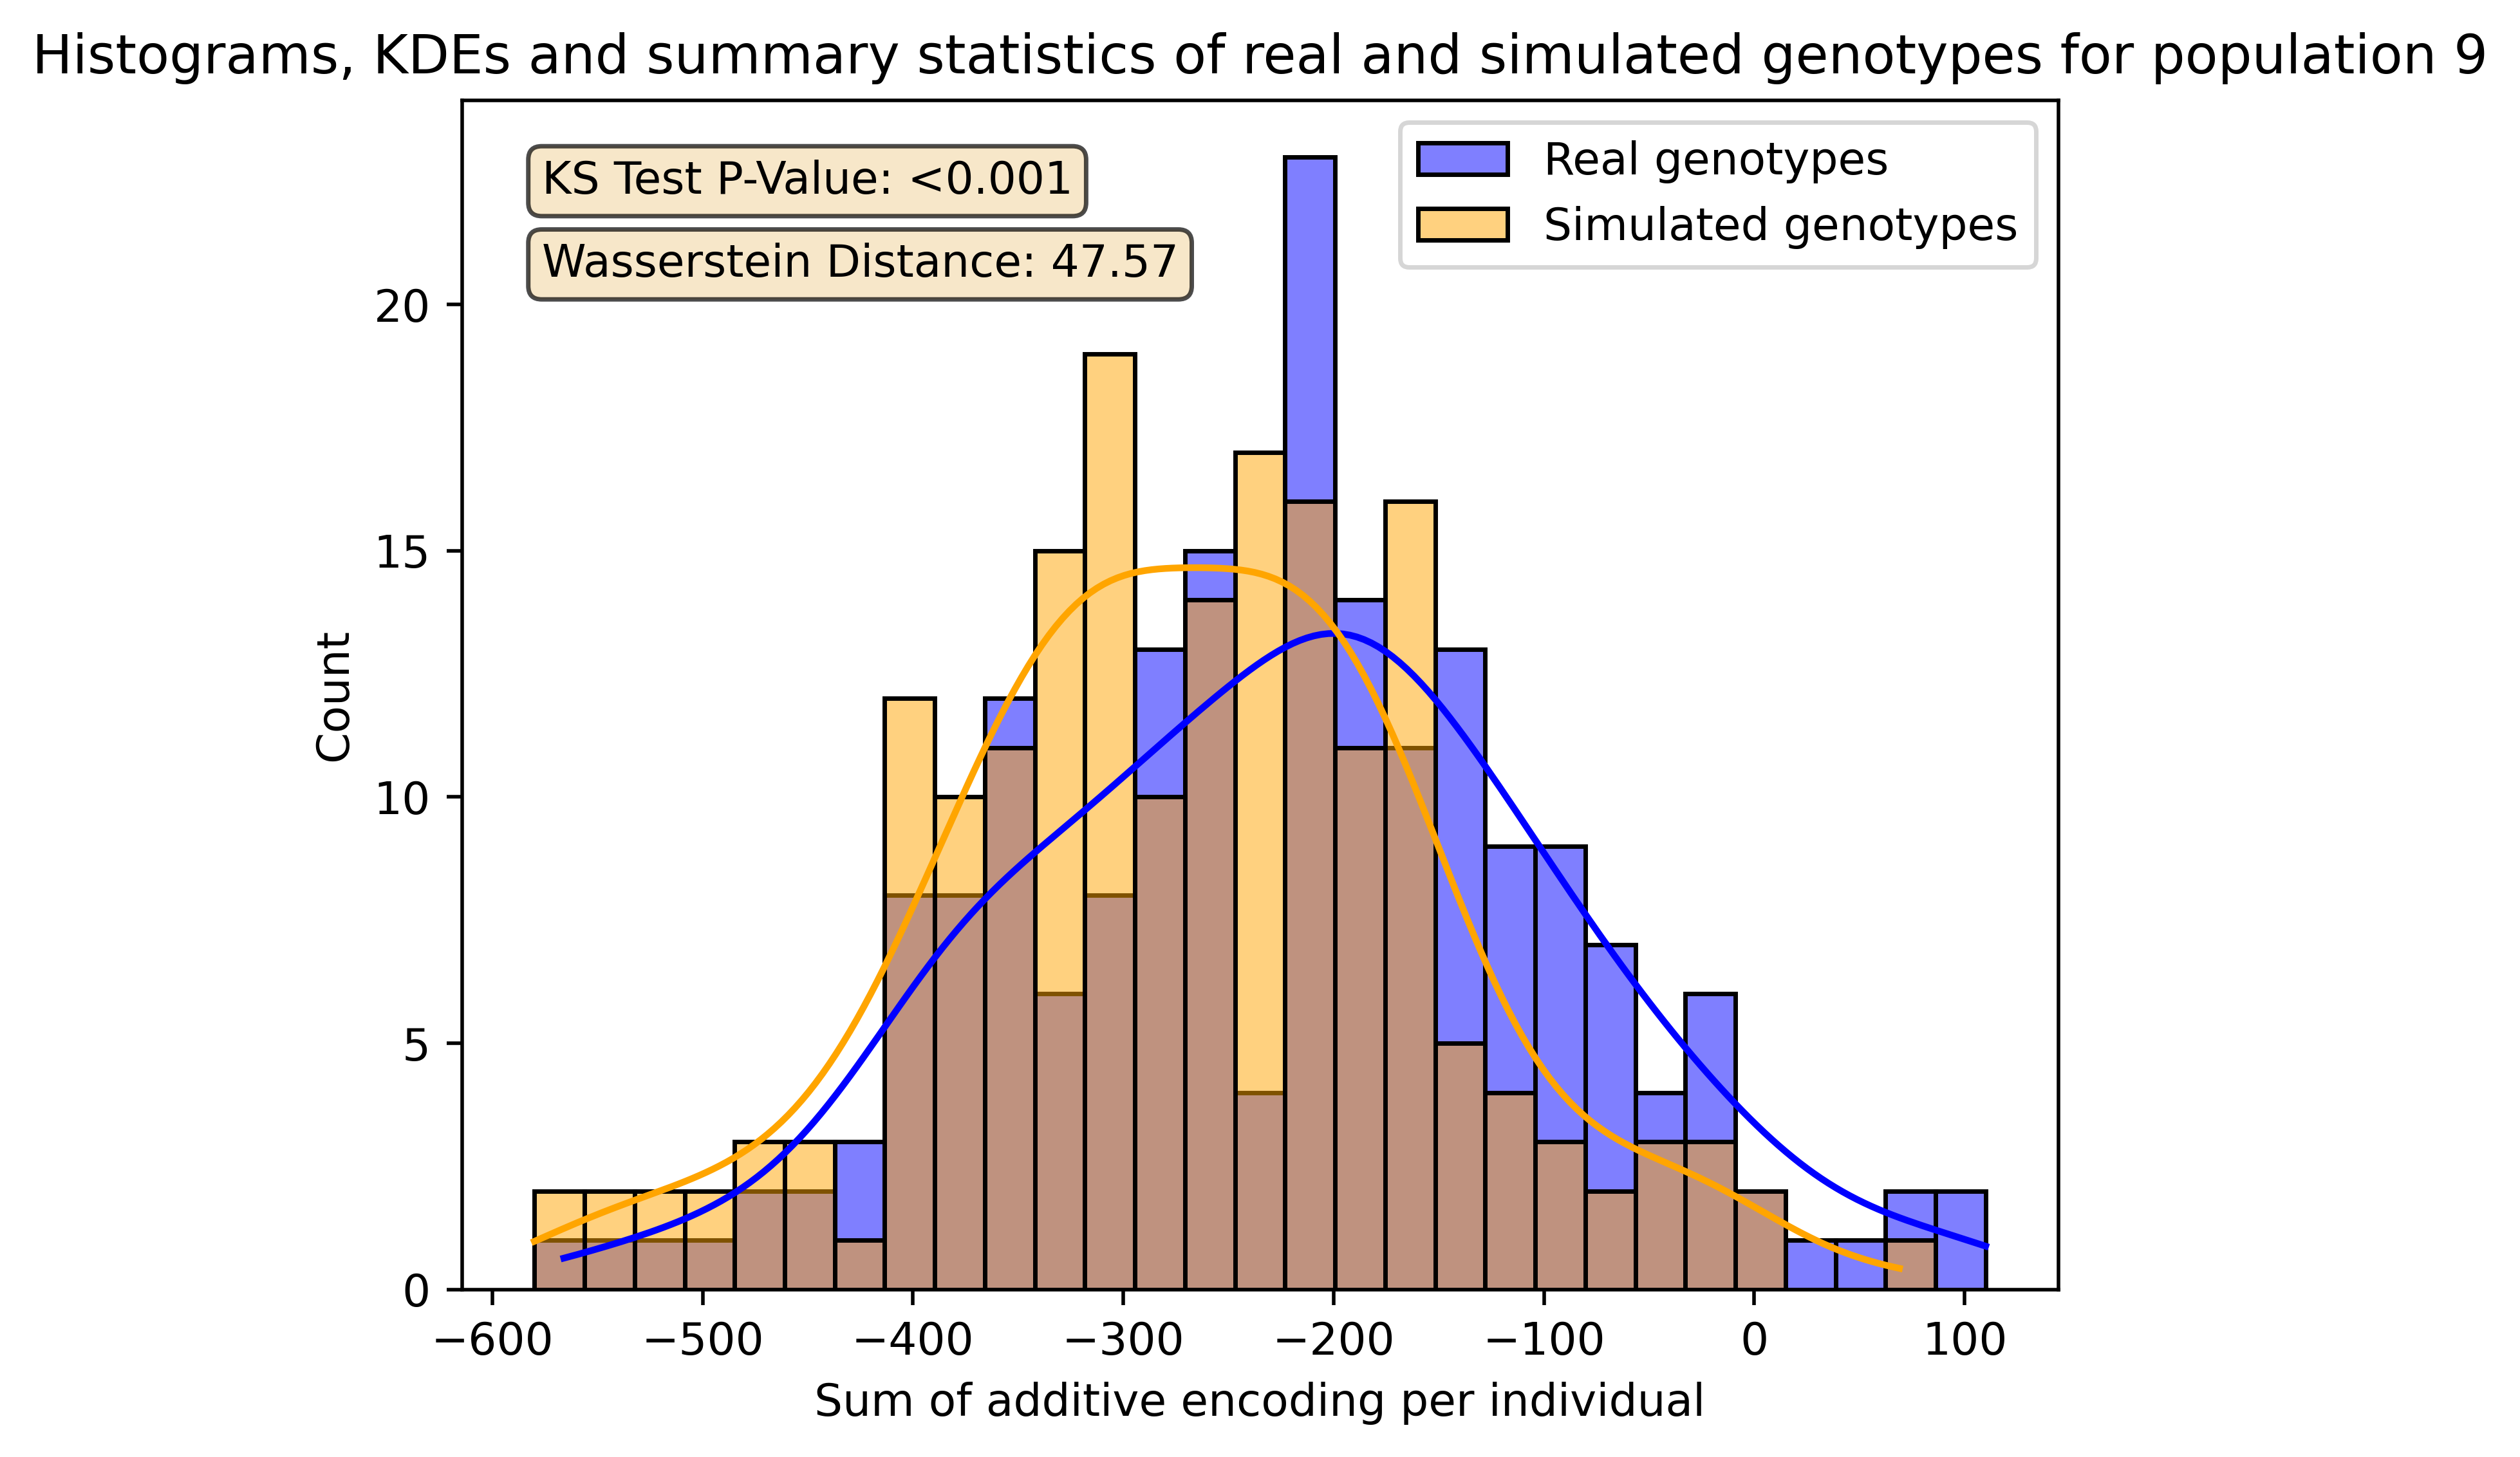 Histograms, KDEs and summary statistics of real and simulated genotypes for population 9
KS Test P-Value: <0.001
Wasserstein Distance: 47.57
Real genotypes
Simulated genotypes
20
15
10
5
0
Count
−600 −500 −400 −300 −200 −100 0 100
Sum of additive encoding per individual